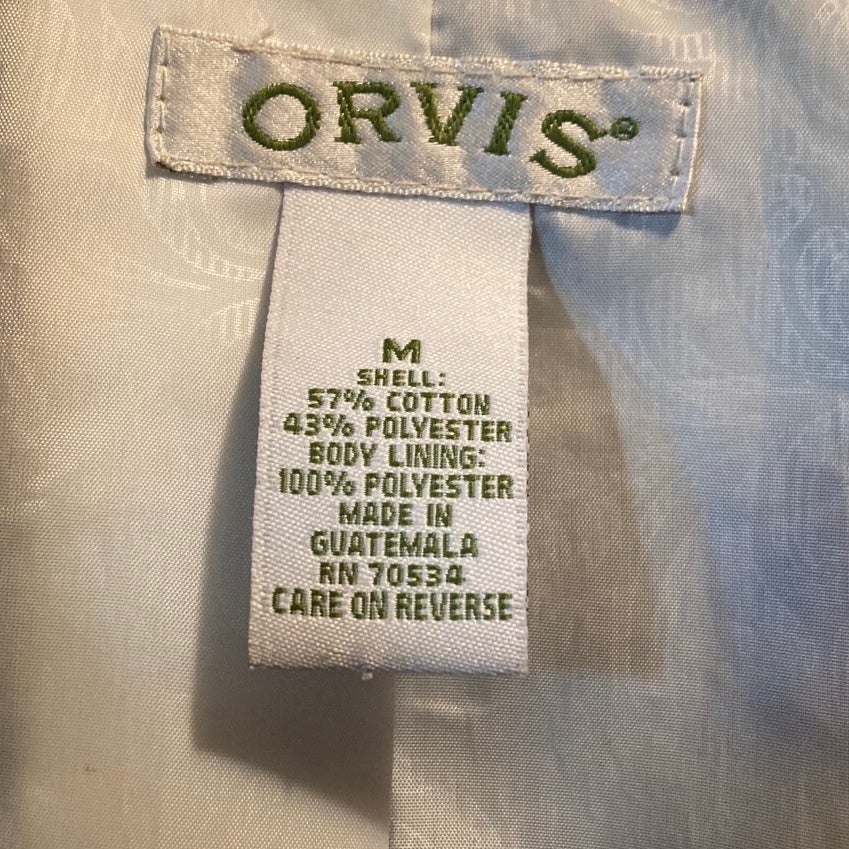 ORVIS®
M
SHELL:
57% COTTON
43% POLYESTER
BODY LINING:
100% POLYESTER
MADE IN
GUATEMALA
RN 70534
CARE ON REVERSE